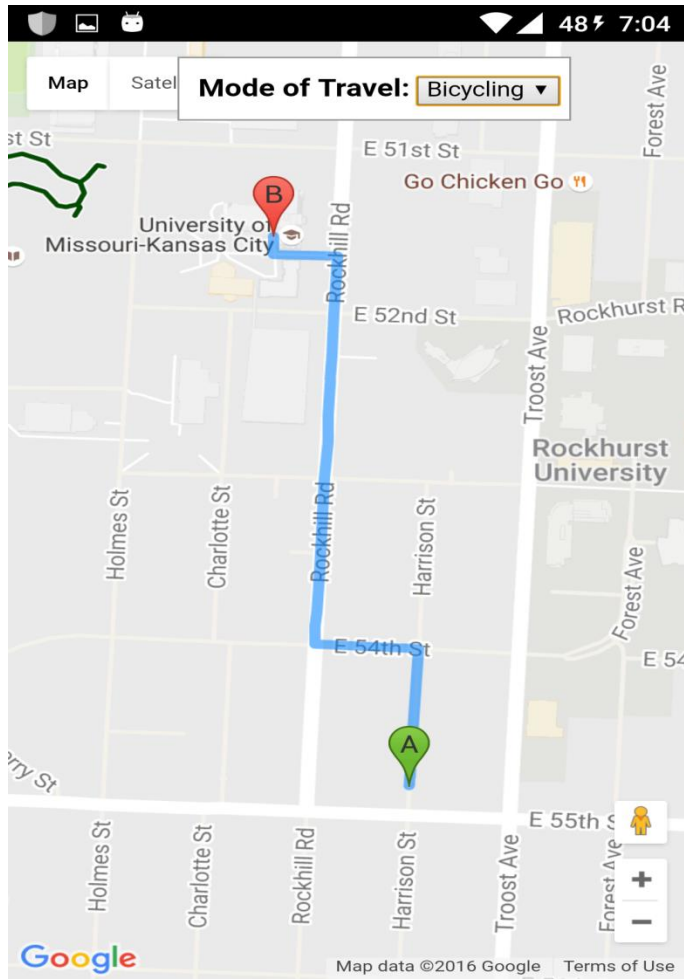 48 7:04
Map Satel Mode of Travel: Bicycling ▼
st St
E 51st St
Forest Ave
Go Chicken Go
B
University of
Missouri-Kansas City
Rockhill Rd
E 52nd St
Rockhurst R
Troost Ave
Rockhurst
University
Holmes St
Charlotte St
Rockhill Rd
Harrison St
Forest Ave
E 54th St
E 54
A
erry St
E 55th S
Holmes St
Charlotte St
Rockhill Rd
Harrison St
Troost Ave
Forest Ave
+
−
Google
Map data ©2016 Google Terms of Use